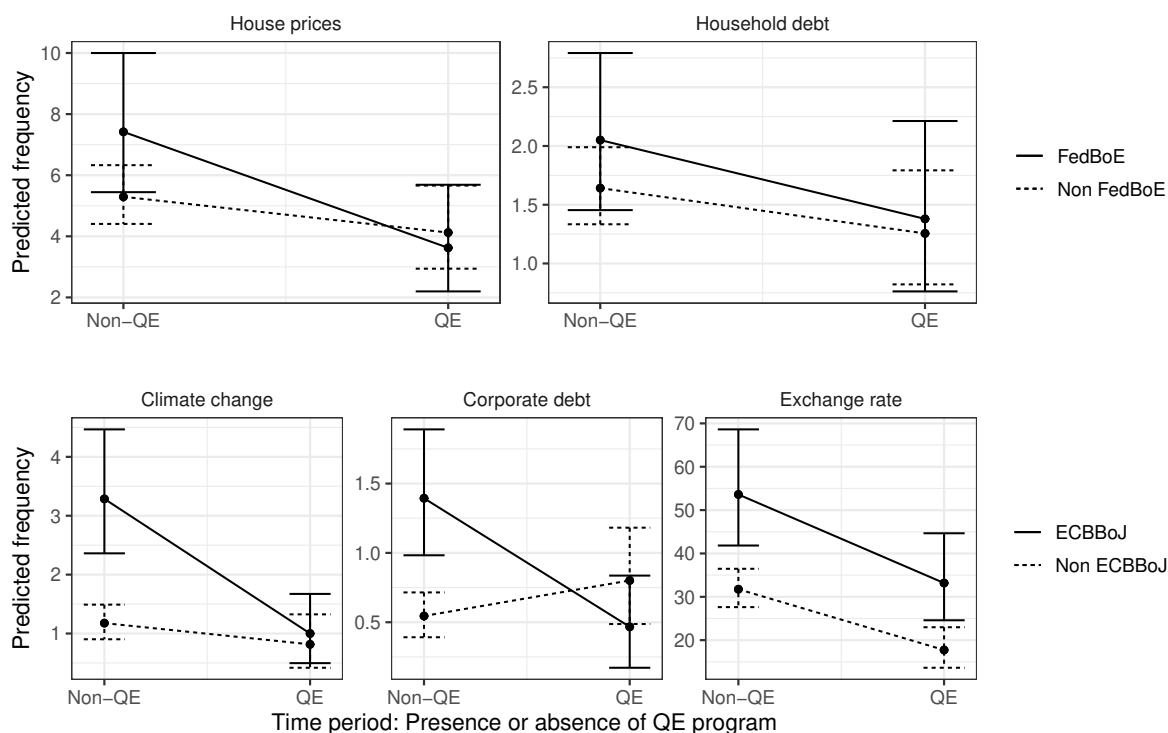 House prices
Household debt
Predicted frequency
10
8
6
4
2
2.5
2.0
1.5
1.0
Non−QE
QE
Non−QE
QE
FedBoE
Non FedBoE
Climate change
Corporate debt
Exchange rate
Predicted frequency
4
3
2
1
1.5
1.0
0.5
70
60
50
40
30
20
Non−QE
QE
Non−QE
QE
Non−QE
QE
ECBBoJ
Non ECBBoJ
Time period: Presence or absence of QE program